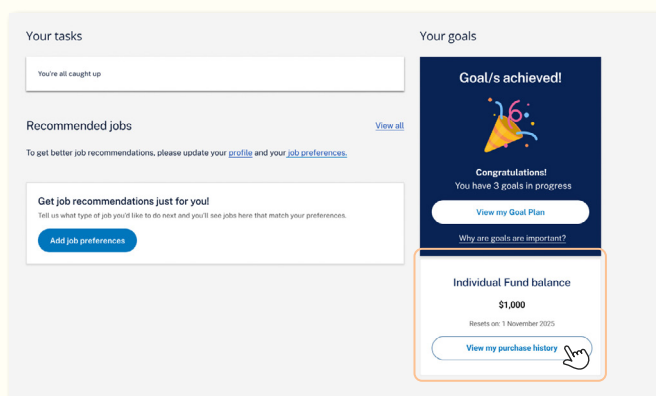 Your tasks
You're all caught up
Recommended jobs
View all
To get better job recommendations, please update your profile and your job preferences.
Get job recommendations just for you!
Tell us what type of job you'd like to do next and you'll see jobs here that match your preferences.
Add job preferences
Your goals
Goal/s achieved!
Congratulations!
You have 3 goals in progress
View my Goal Plan
Why are goals are important?
Individual Fund balance
$1,000
Resets on: 1 November 2025
View my purchase history